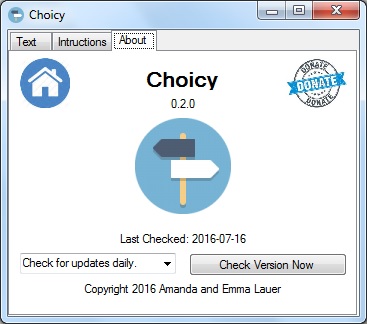 Choicy
Text Intructions About
Choicy
DONATE
DONATE
DONATE
0.2.0
Last Checked: 2016-07-16
Check for updates daily. Check Version Now
Copyright 2016 Amanda and Emma Lauer